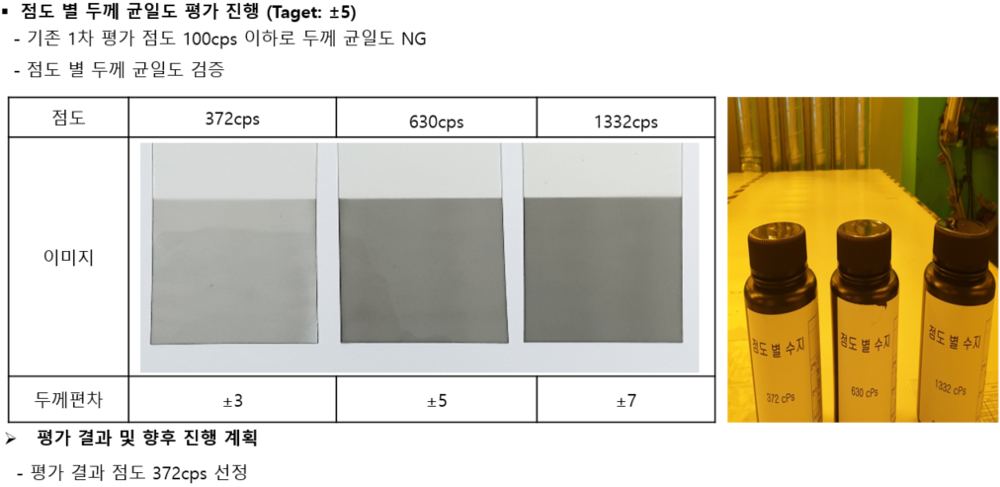 ▪ 점도 별 두께 균일도 평가 진행 (Taget: ±5)
- 기존 1차 평가 점도 100cps 이하로 두께 균일도 NG
- 점도 별 두께 균일도 검증
점도 372cps 630cps 1332cps
이미지
두께편차 ±3 ±5 ±7
점도 별 수지
372 cPs
점도 별 수지
630 cPs
점도 별 수지
1332 cPs
➢ 평가 결과 및 향후 진행 계획
- 평가 결과 점도 372cps 선정